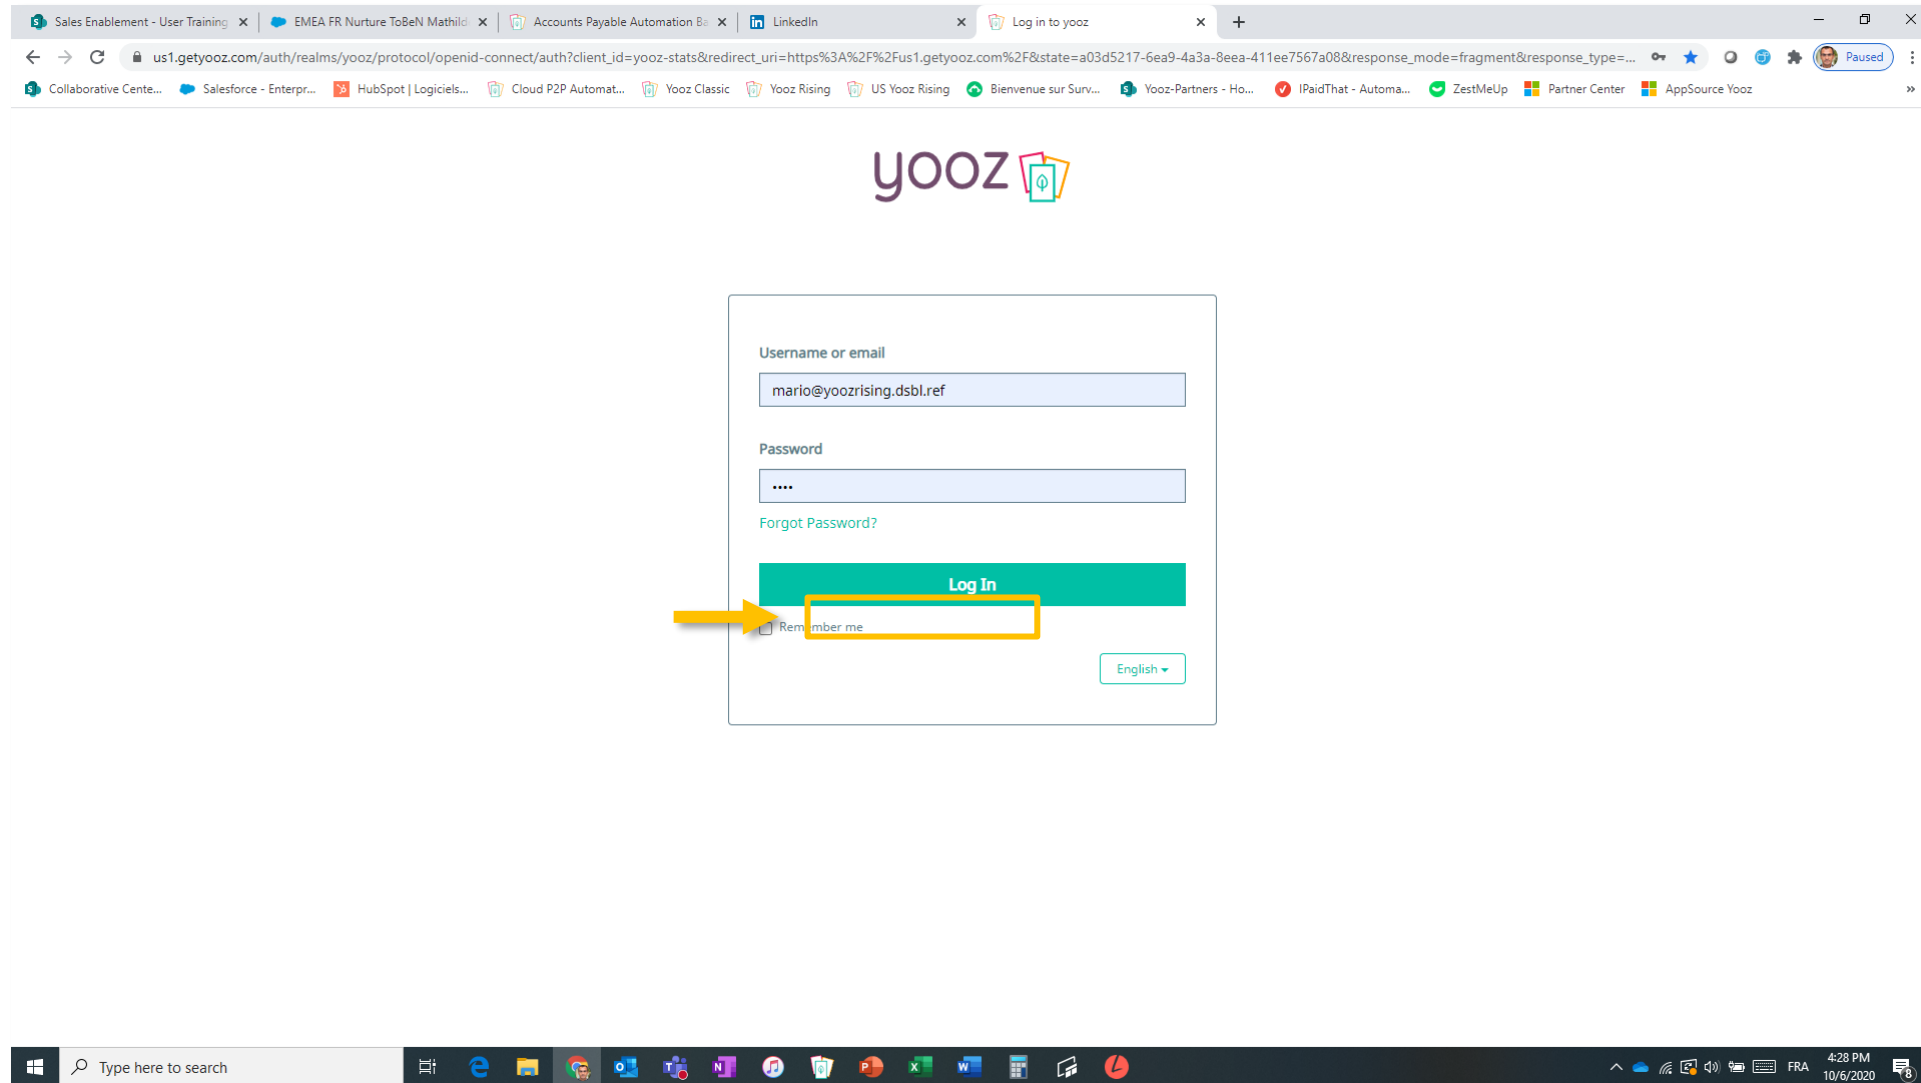 Sales Enablement - User Training
EMEA FR Nurture ToBeN Mathild
Accounts Payable Automation Ba
LinkedIn
Log in to yooz
us1.getyooz.com/auth/realms/yooz/protocol/openid-connect/auth?client_id=yooz-stats&redirect_uri=https%3A%2F%2Fus1.getyooz.com%2F&state=a03d5217-6ea9-4a3a-8eea-411ee7567a08&response_mode=fragment&response_type=...
Paused
Collaborative Cente...
Salesforce - Enterpr...
HubSpot | Logiciels...
Cloud P2P Automat...
Yooz Classic
Yooz Rising
US Yooz Rising
Bienvenue sur Surv...
Yooz-Partners - Ho...
IPaidThat - Automa...
ZestMeUp
Partner Center
AppSource Yooz
yooz
Username or email
mario@yoozrising.dsbl.ref
Password
••••
Forgot Password?
Log In
Remember me
English
Type here to search
FRA
4:28 PM
10/6/2020
8